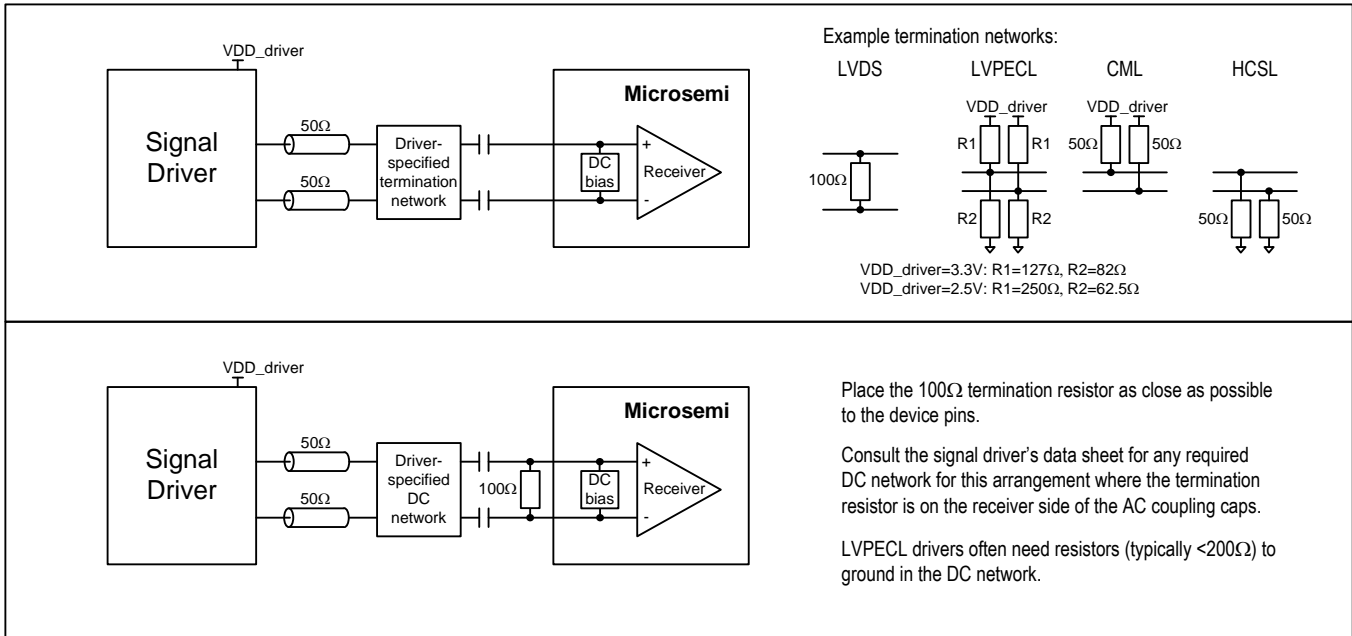 VDD_driver
Signal
Driver
50Ω
50Ω
Driver-
specified
termination
network
Microsemi
DC
bias
+
-
Receiver
Example termination networks:
LVDS
LVPECL
CML
HCSL
100Ω
VDD_driver
R1
R1
R2
R2
VDD_driver
50Ω
50Ω
50Ω
50Ω
VDD_driver=3.3V: R1=127Ω, R2=82Ω
VDD_driver=2.5V: R1=250Ω, R2=62.5Ω
VDD_driver
Signal
Driver
50Ω
50Ω
Driver-
specified
DC
network
100Ω
Microsemi
DC
bias
+
-
Receiver
Place the 100Ω termination resistor as close as possible
to the device pins.
Consult the signal driver's data sheet for any required
DC network for this arrangement where the termination
resistor is on the receiver side of the AC coupling caps.
LVPECL drivers often need resistors (typically <200Ω) to
ground in the DC network.